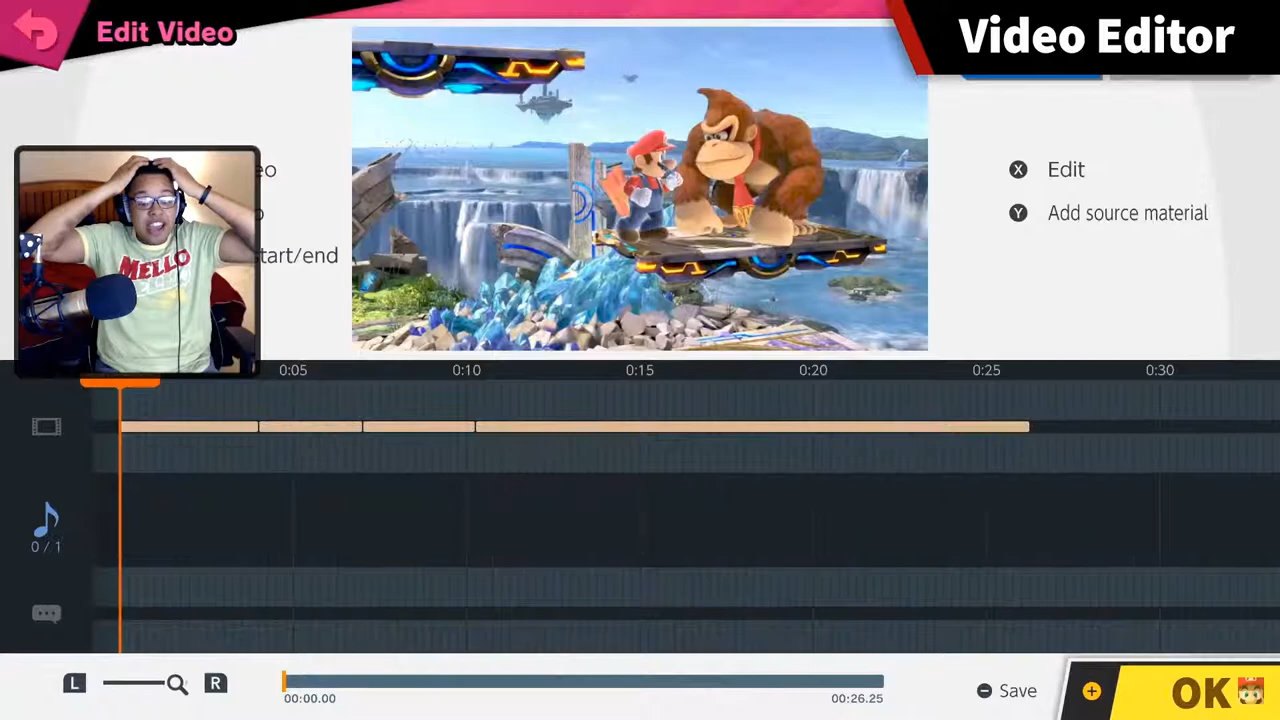 Edit Video
Video Editor
eo
o
start/end
X Edit
Y Add source material
MELLO
0:05 0:10 0:15 0:20 0:25 0:30
0 / 1
L R
00:00.00 00:26.25
Save
OK